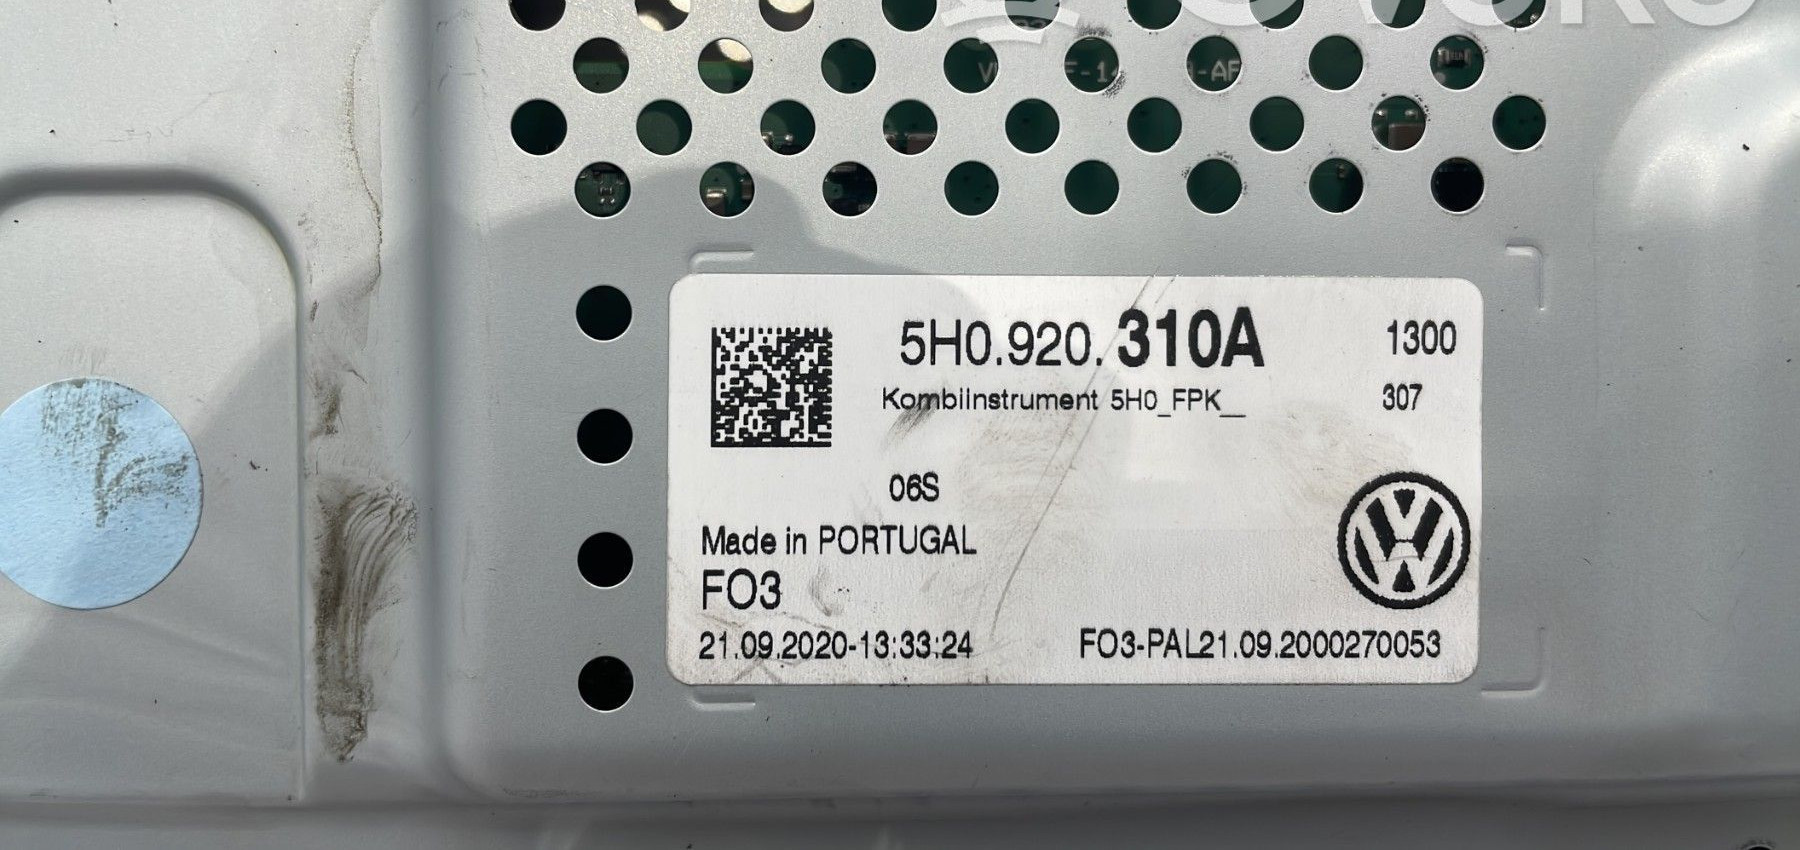 5H0.920.310A 1300
Kombiinstrument 5H0_FPK__ 307
06S
Made in PORTUGAL
FO3
21.09.2020-13:33:24 FO3-PAL21.09.2000270053